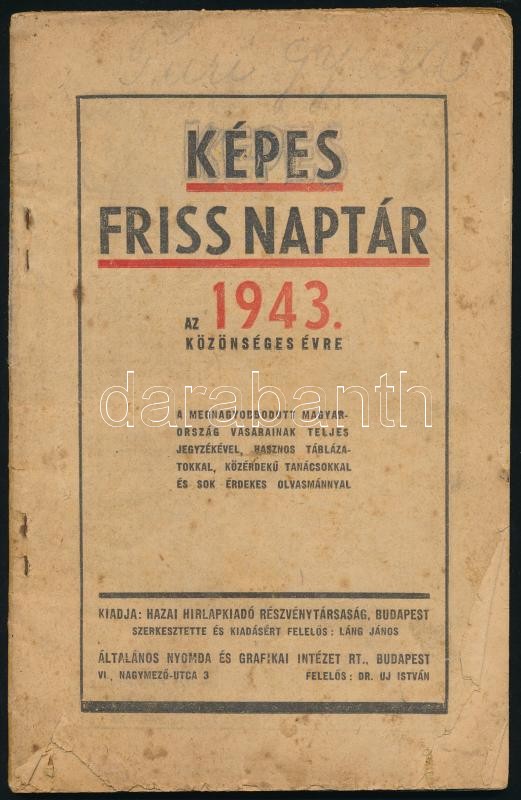 KÉPES
FRISS NAPTÁR
AZ 1943.
KÖZÖNSÉGES ÉVRE
darabanth
A MEGNAGYOBBODOTT MAGYAR-
ORSZÁG VÁSÁRAINAK TELJES
JEGYZÉKÉVEL, HASZNOS TÁBLÁZA-
TOKKAL, KÖZÉRDEKŰ TANÁCSOKKAL
ÉS SOK ÉRDEKES OLVASMÁNNYAL
KIADJA: HAZAI HIRLAPKIADÓ RÉSZVÉNYTÁRSASÁG, BUDAPEST
SZERKESZTETTE ÉS KIADÁSÉRT FELELŐS: LÁNG JÁNOS
ÁLTALÁNOS NYOMDA ÉS GRAFIKAI INTÉZET RT., BUDAPEST
VI., NAGYMEZŐ-UTCA 3 FELELŐS: DR. UJ ISTVÁN